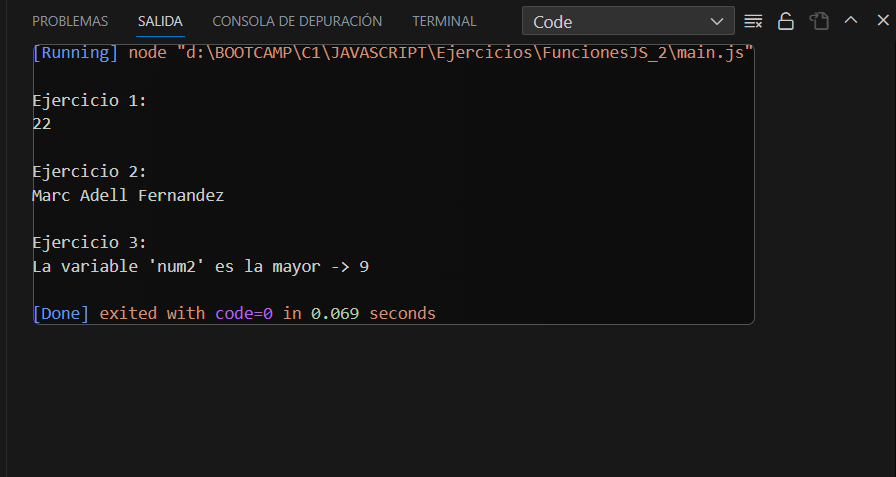 PROBLEMAS SALIDA CONSOLA DE DEPURACIÓN TERMINAL Code
[Running] node "d:\BOOTCAMP\C1\JAVASCRIPT\Ejercicios\FuncionesJS_2\main.js"
Ejercicio 1:
22
Ejercicio 2:
Marc Adell Fernandez
Ejercicio 3:
La variable 'num2' es la mayor -> 9
[Done] exited with code=0 in 0.069 seconds